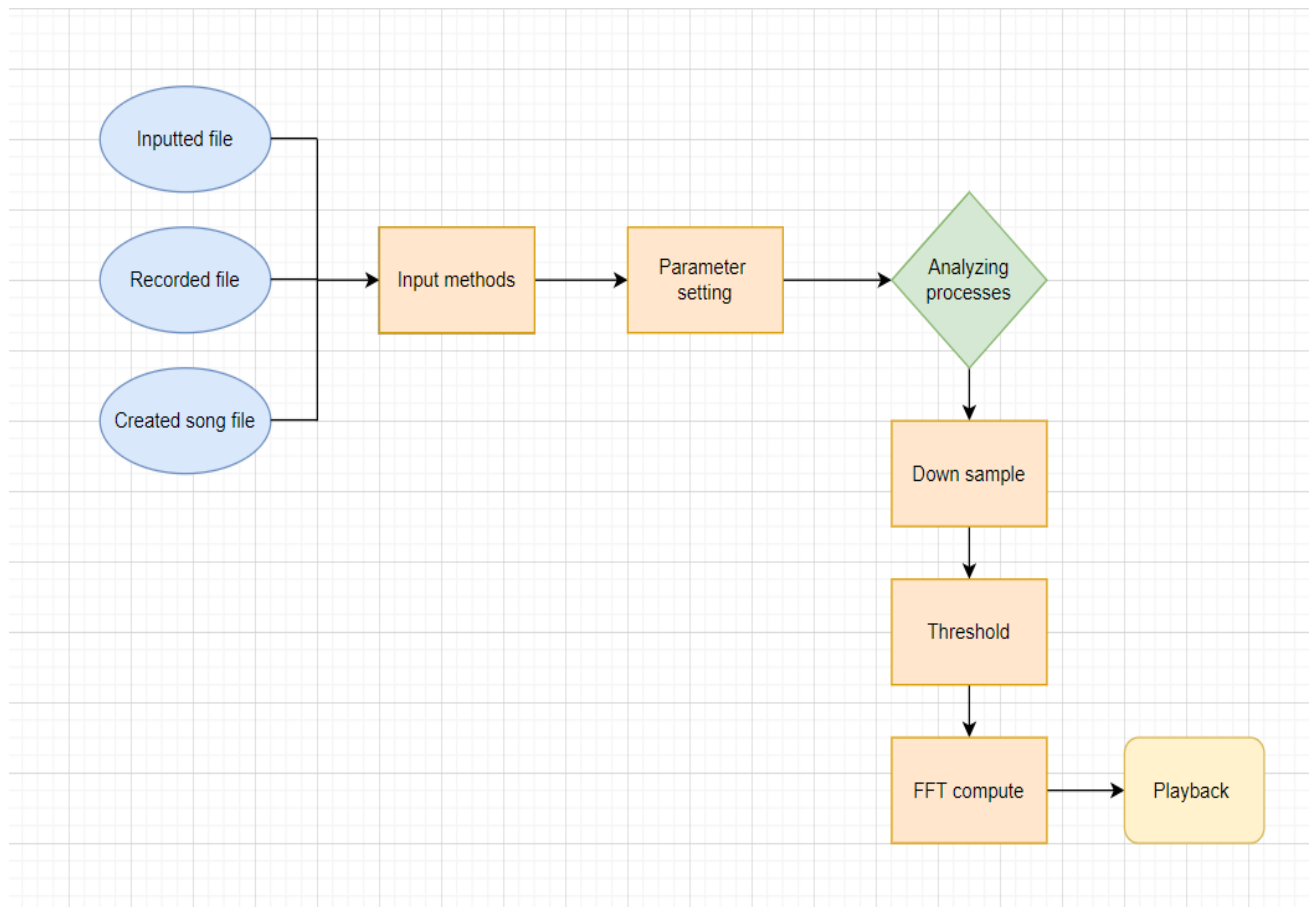 Inputted file
Recorded file
Created song file
Input methods
Parameter
setting
Analyzing
processes
Down sample
Threshold
FFT compute
Playback